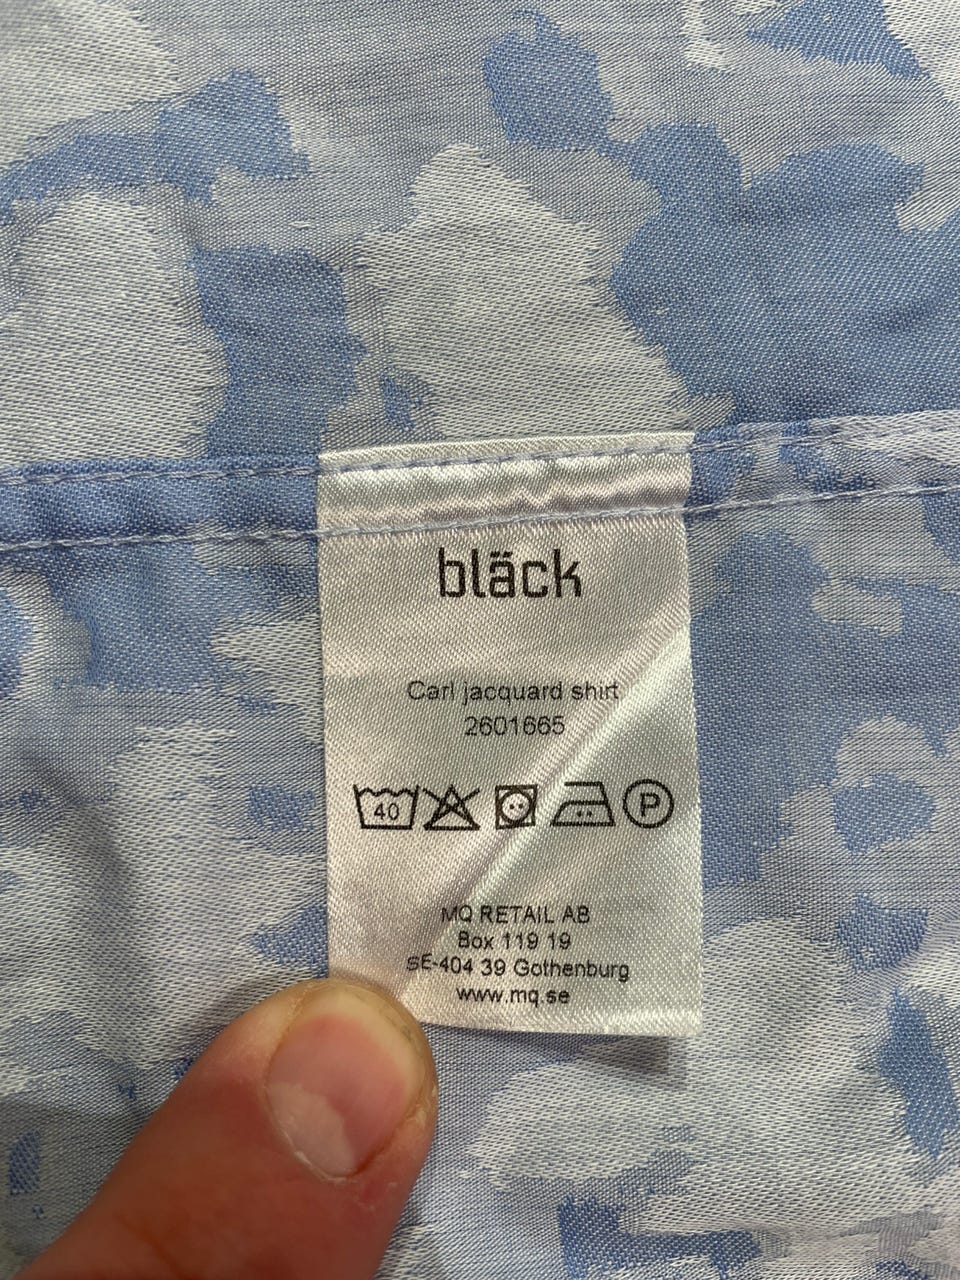 bläck
Carl jacquard shirt
2601665
40 P
MQ RETAIL AB
Box 119 19
SE-404 39 Gothenburg
www.mq.se